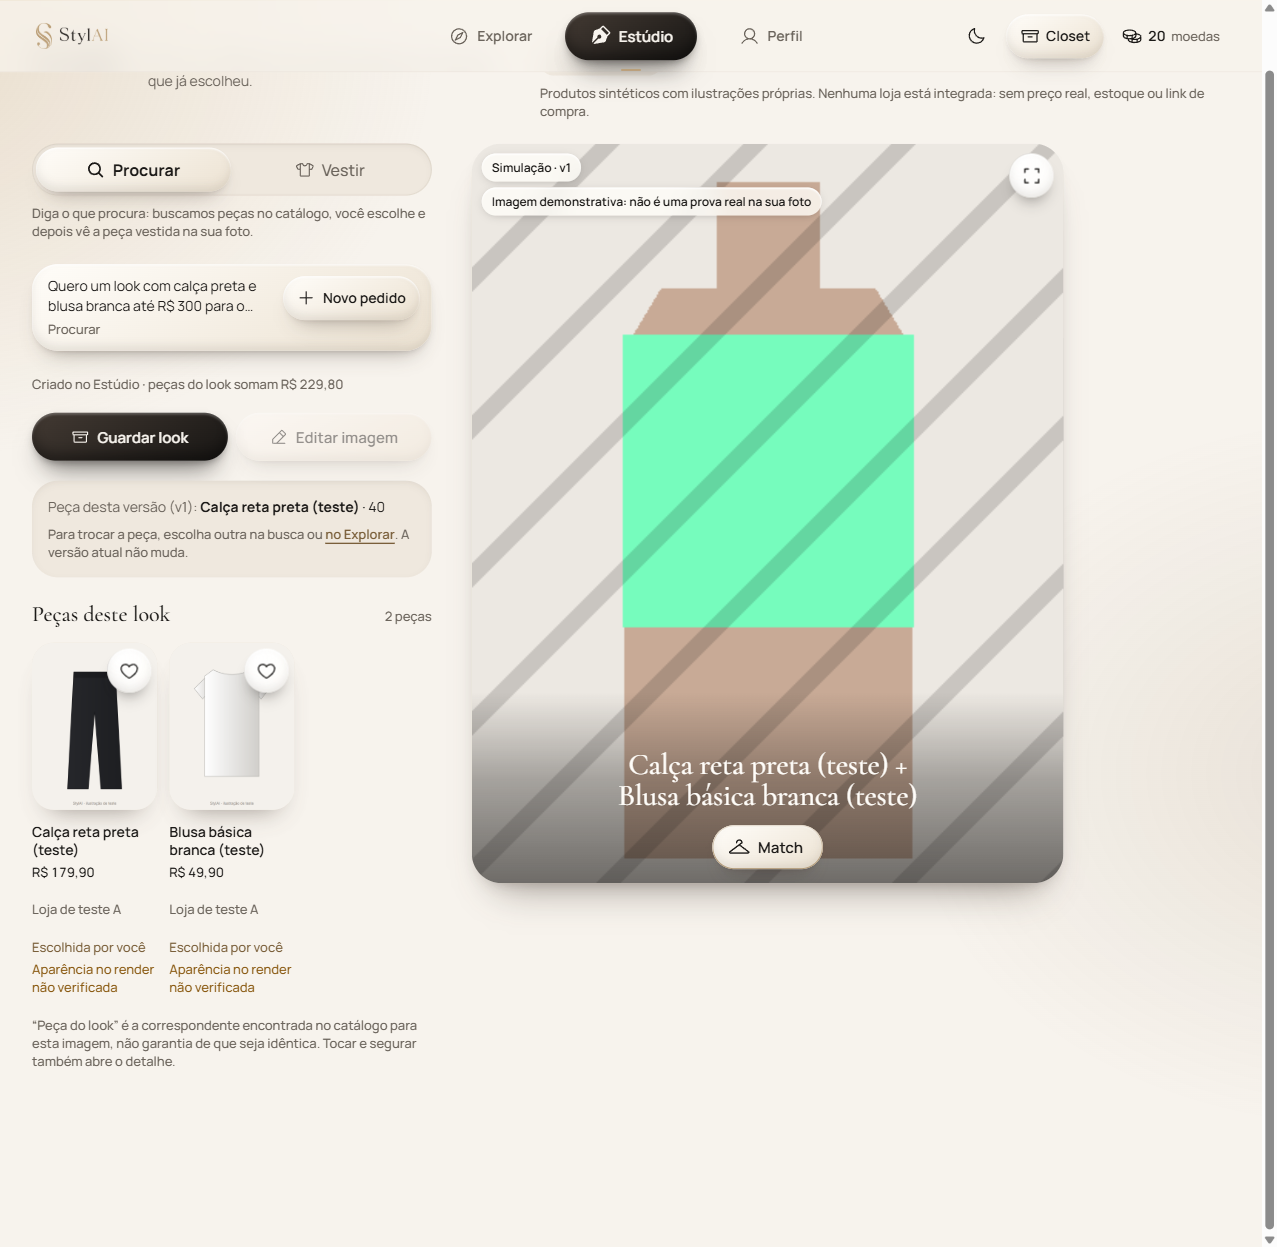 StylAI
Explorar
Estúdio
Perfil
Closet
20 moedas
que já escolheu.
Produtos sintéticos com ilustrações próprias. Nenhuma loja está integrada: sem preço real, estoque ou link de
compra.
Procurar
Vestir
Diga o que procura: buscamos peças no catálogo, você escolhe e
depois vê a peça vestida na sua foto.
Quero um look com calça preta e
blusa branca até R$ 300 para o...
Procurar
Novo pedido
Criado no Estúdio · peças do look somam R$ 229,80
Guardar look
Editar imagem
Peça desta versão (v1): Calça reta preta (teste) · 40
Para trocar a peça, escolha outra na busca ou no Explorar. A
versão atual não muda.
Peças deste look
2 peças
Calça reta preta
(teste)
R$ 179,90
Loja de teste A
Escolhida por você
Aparência no render
não verificada
Blusa básica
branca (teste)
R$ 49,90
Loja de teste A
Escolhida por você
Aparência no render
não verificada
“Peça do look” é a correspondente encontrada no catálogo para
esta imagem, não garantia de que seja idêntica. Tocar e segurar
também abre o detalhe.
Simulação · v1
Imagem demonstrativa: não é uma prova real na sua foto
Calça reta preta (teste) +
Blusa básica branca (teste)
Match